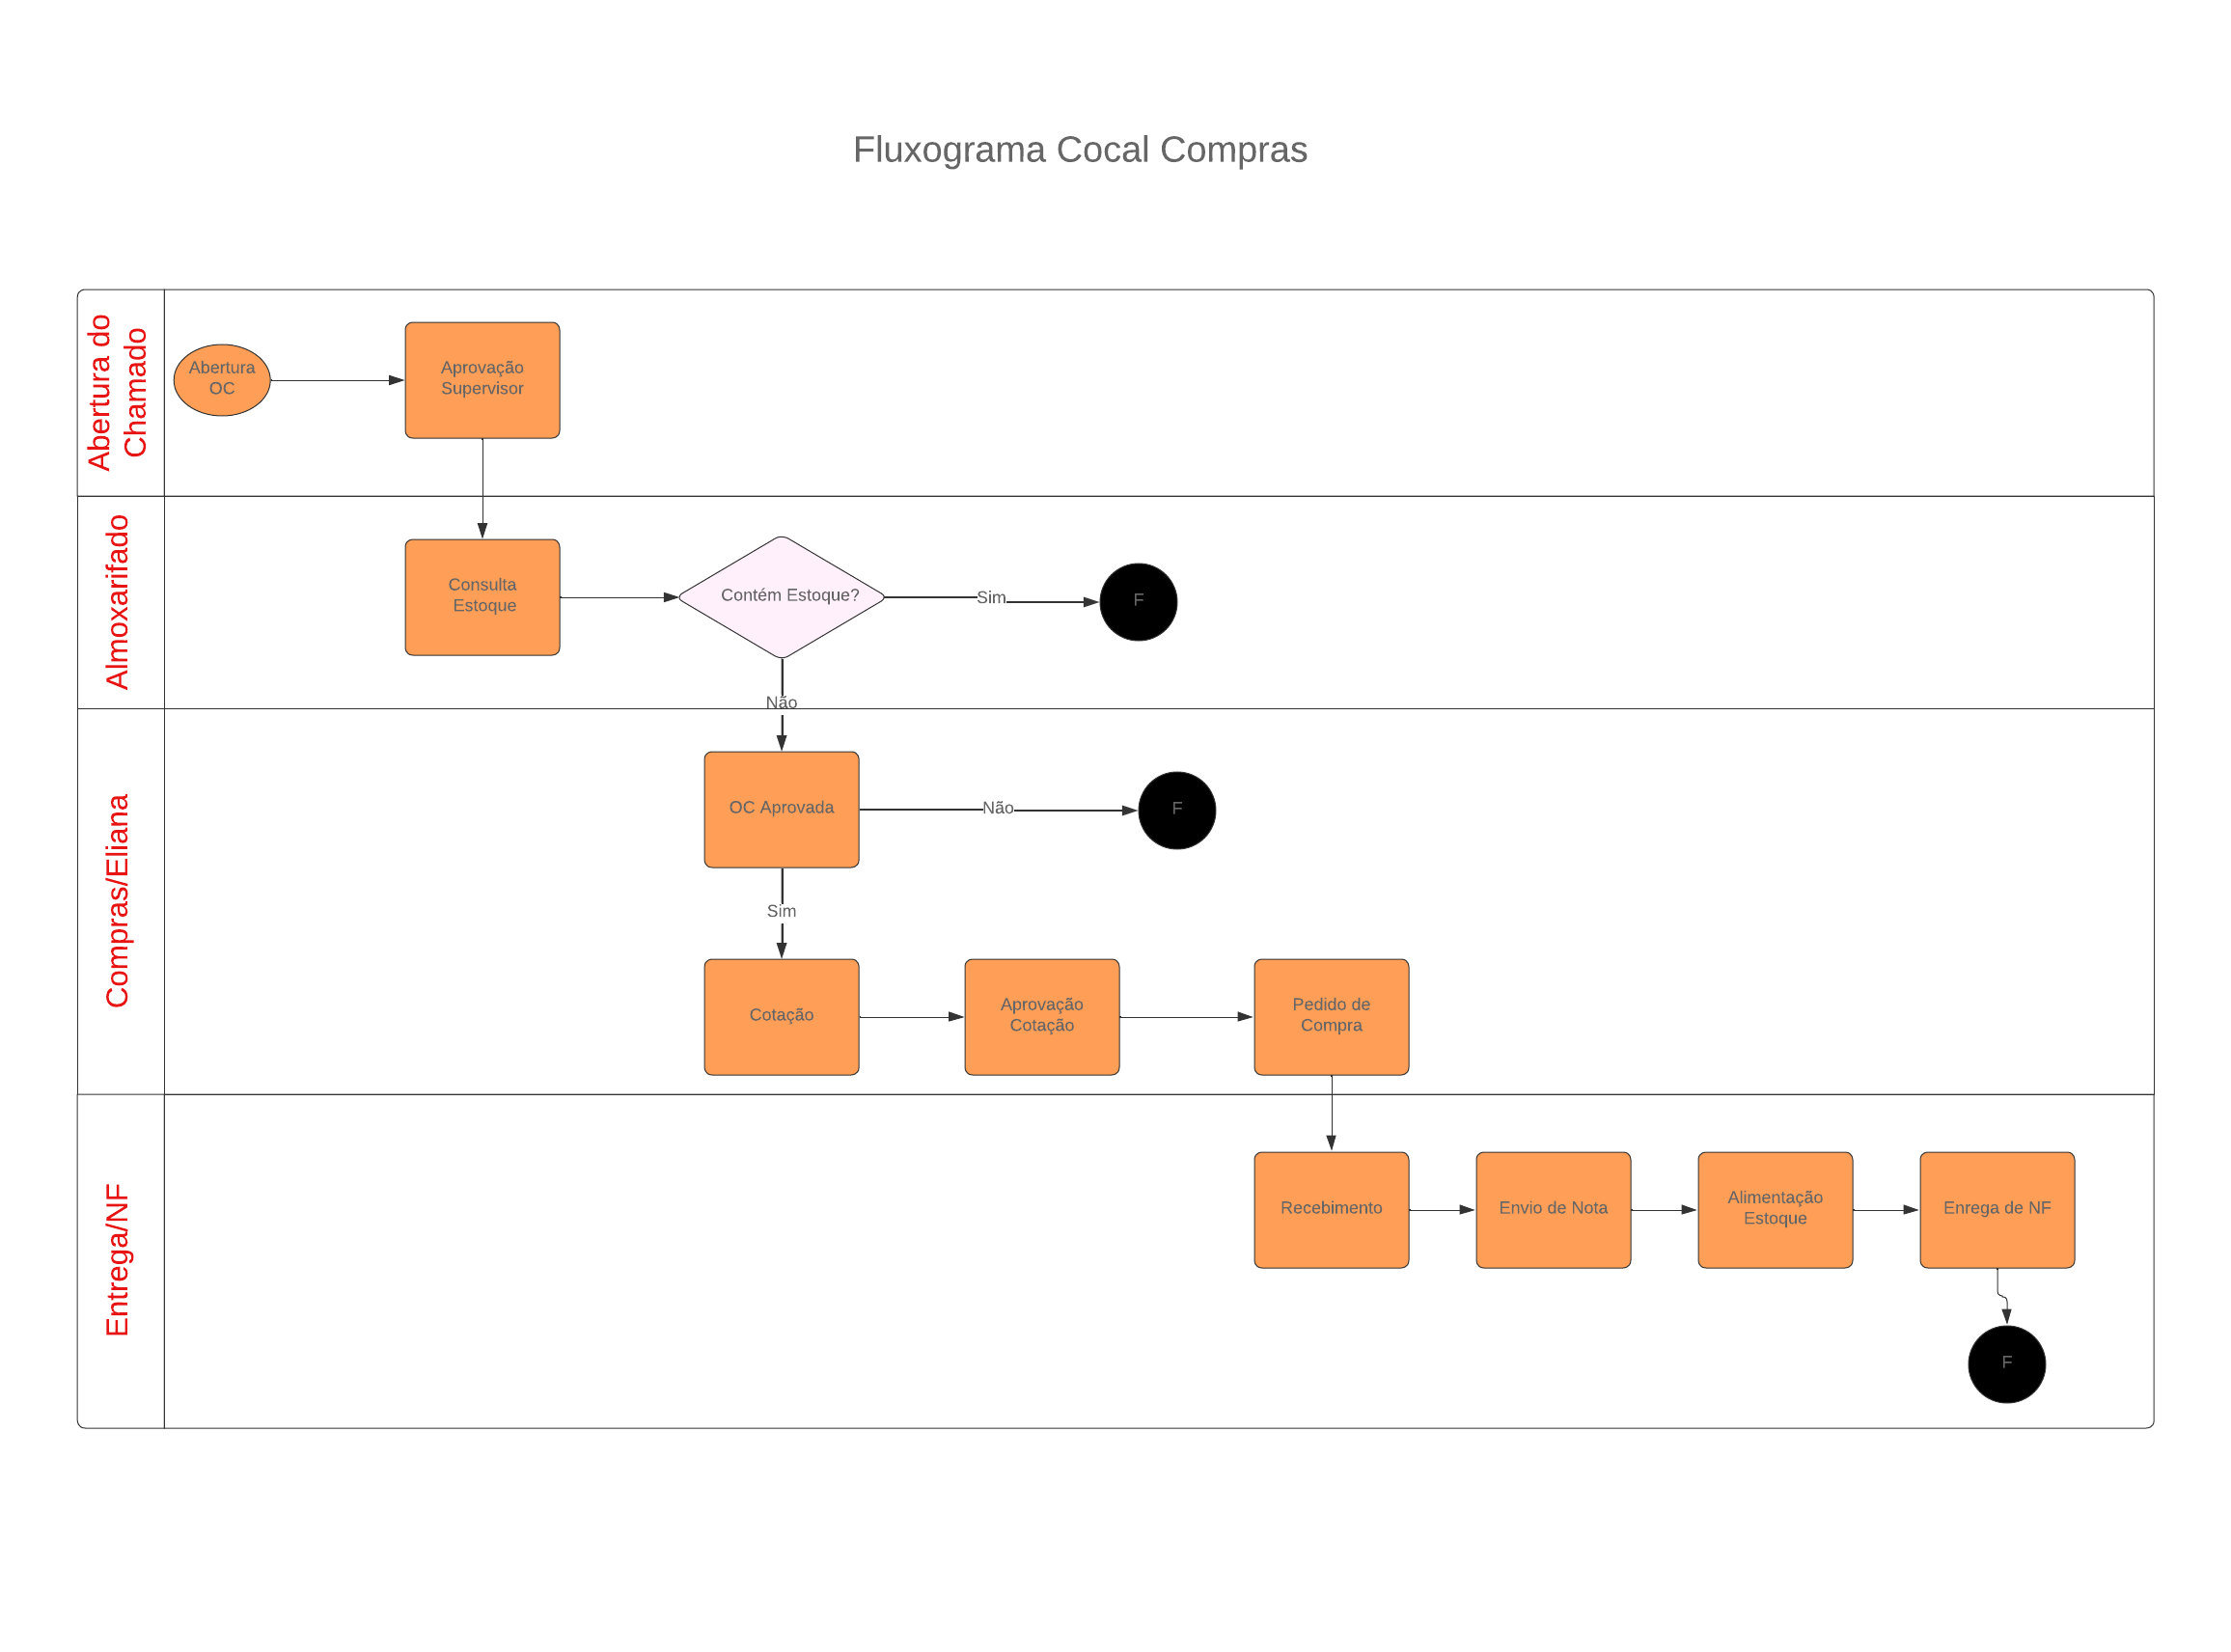 Fluxograma Cocal Compras
Abertura do
Chamado
Abertura
OC
Aprovação
Supervisor
Almoxarifado
Consulta
Estoque
Contém Estoque?
Sim
F
Não
Compras/Eliana
OC Aprovada
Não
F
Sim
Cotação
Aprovação
Cotação
Pedido de
Compra
Entrega/NF
Recebimento
Envio de Nota
Alimentação
Estoque
Enrega de NF
F